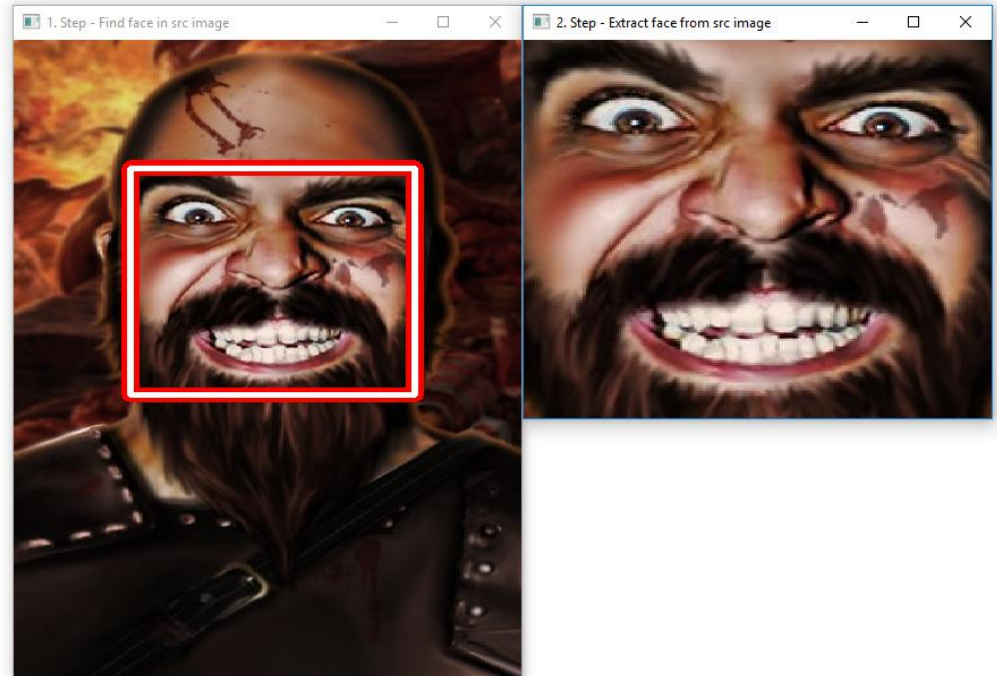 1. Step - Find face in src image
2. Step - Extract face from src image